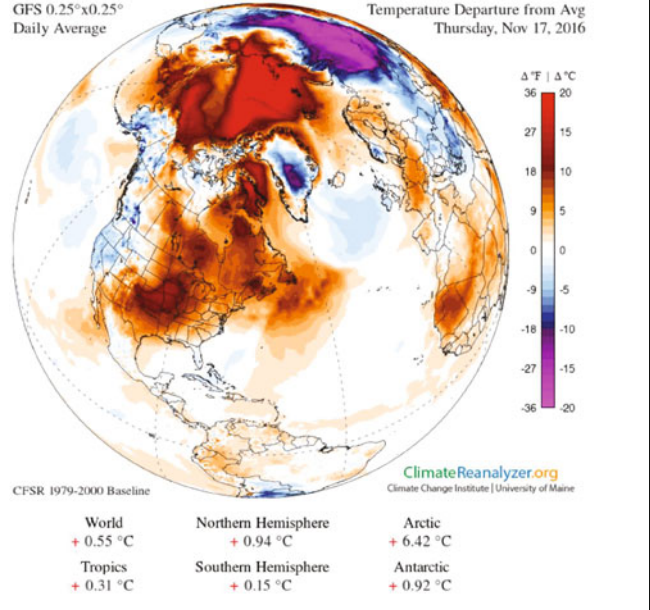 GFS 0.25°x0.25°
Daily Average
Temperature Departure from Avg
Thursday, Nov 17, 2016
Δ °F | Δ °C
36 20
27 15
18 10
9 5
0 0
-9 -5
-18 -10
-27 -15
-36 -20
ClimateReanalyzer.org
Climate Change Institute | University of Maine
CFSR 1979-2000 Baseline
World Northern Hemisphere Arctic
+ 0.55 °C + 0.94 °C + 6.42 °C
Tropics Southern Hemisphere Antarctic
+ 0.31 °C + 0.15 °C + 0.92 °C